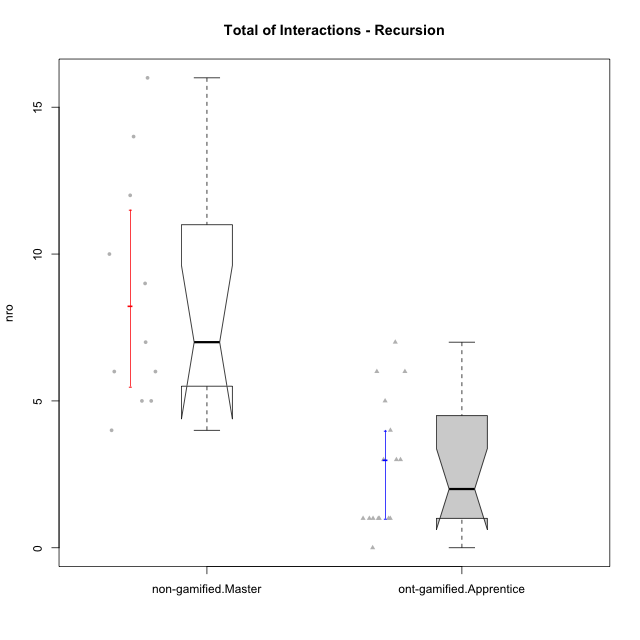 Total of Interactions - Recursion
15
10
5
0
nro
non-gamified.Master
ont-gamified.Apprentice